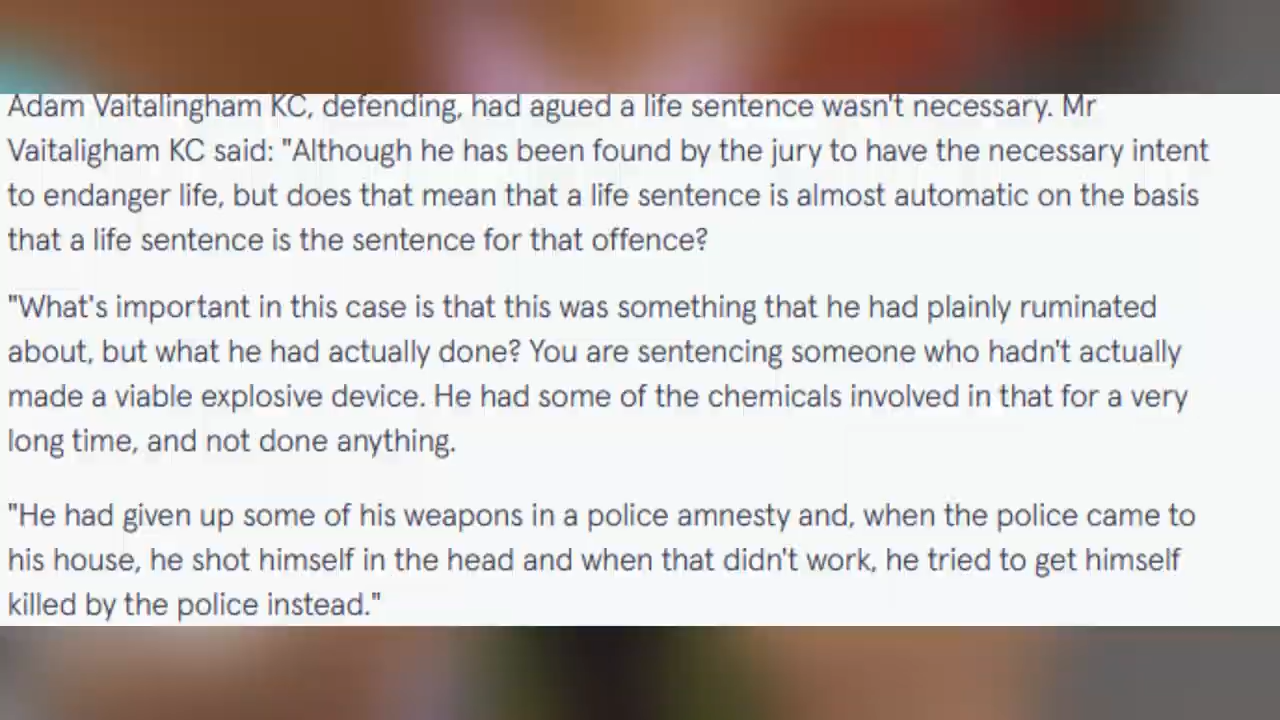 Adam Vaitalingham KC, defending, had agued a life sentence wasn't necessary. Mr
Vaitaligham KC said: "Although he has been found by the jury to have the necessary intent
to endanger life, but does that mean that a life sentence is almost automatic on the basis
that a life sentence is the sentence for that offence?
"What's important in this case is that this was something that he had plainly ruminated
about, but what he had actually done? You are sentencing someone who hadn't actually
made a viable explosive device. He had some of the chemicals involved in that for a very
long time, and not done anything.
"He had given up some of his weapons in a police amnesty and, when the police came to
his house, he shot himself in the head and when that didn't work, he tried to get himself
killed by the police instead."